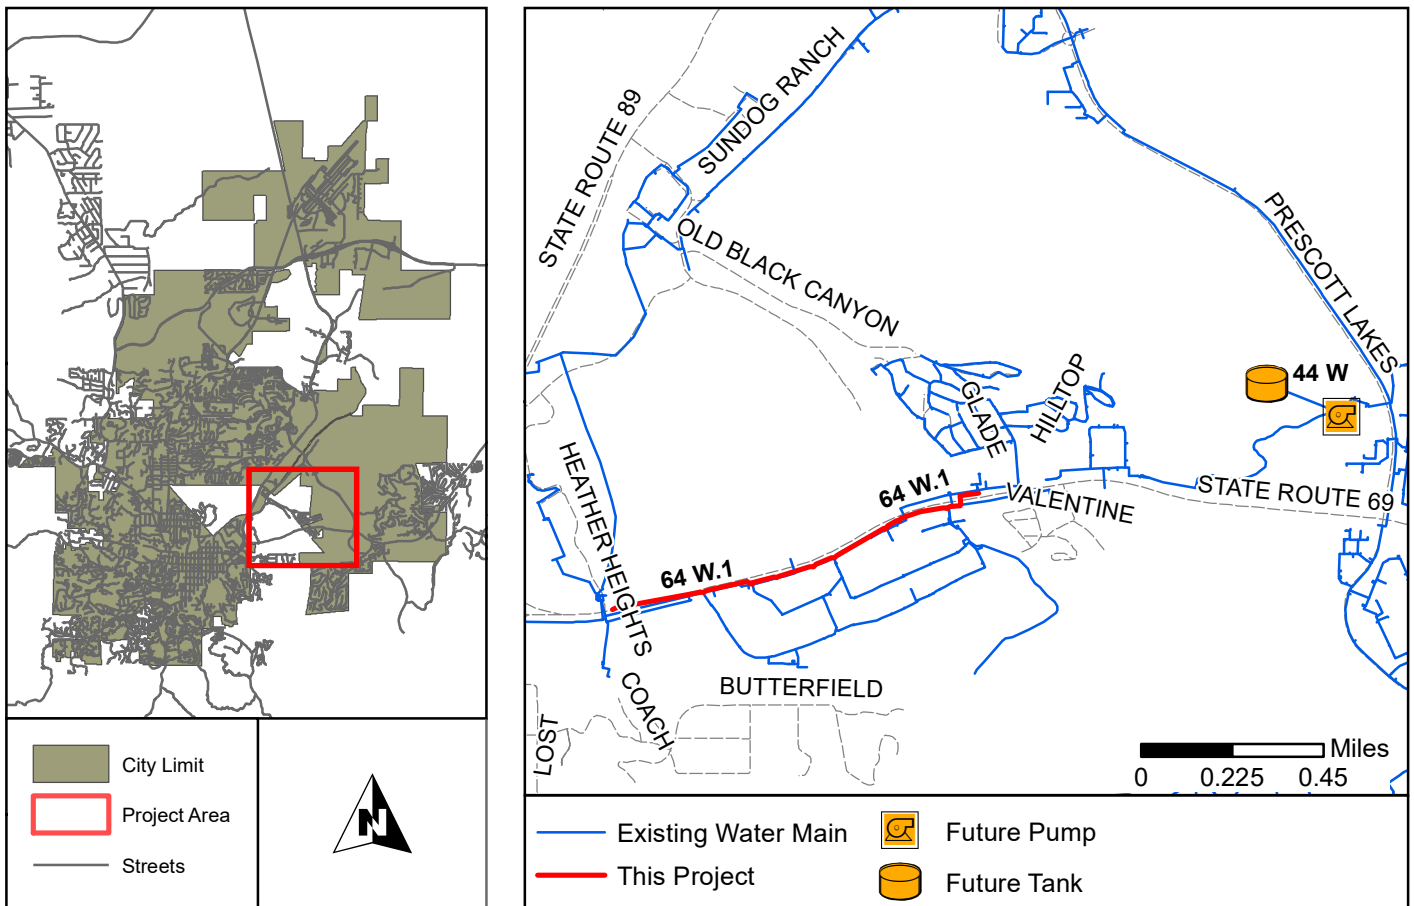 City Limit
Project Area
Streets
N
STATE ROUTE 89
SUNDOG RANCH
OLD BLACK CANYON
PRESCOTT LAKES
44 W
GLADE
HILLTOP
64 W.1
VALENTINE
STATE ROUTE 69
HEATHER HEIGHTS
64 W.1
BUTTERFIELD
COACH
LOST
Miles
0 0.225 0.45
Existing Water Main
Future Pump
This Project
Future Tank